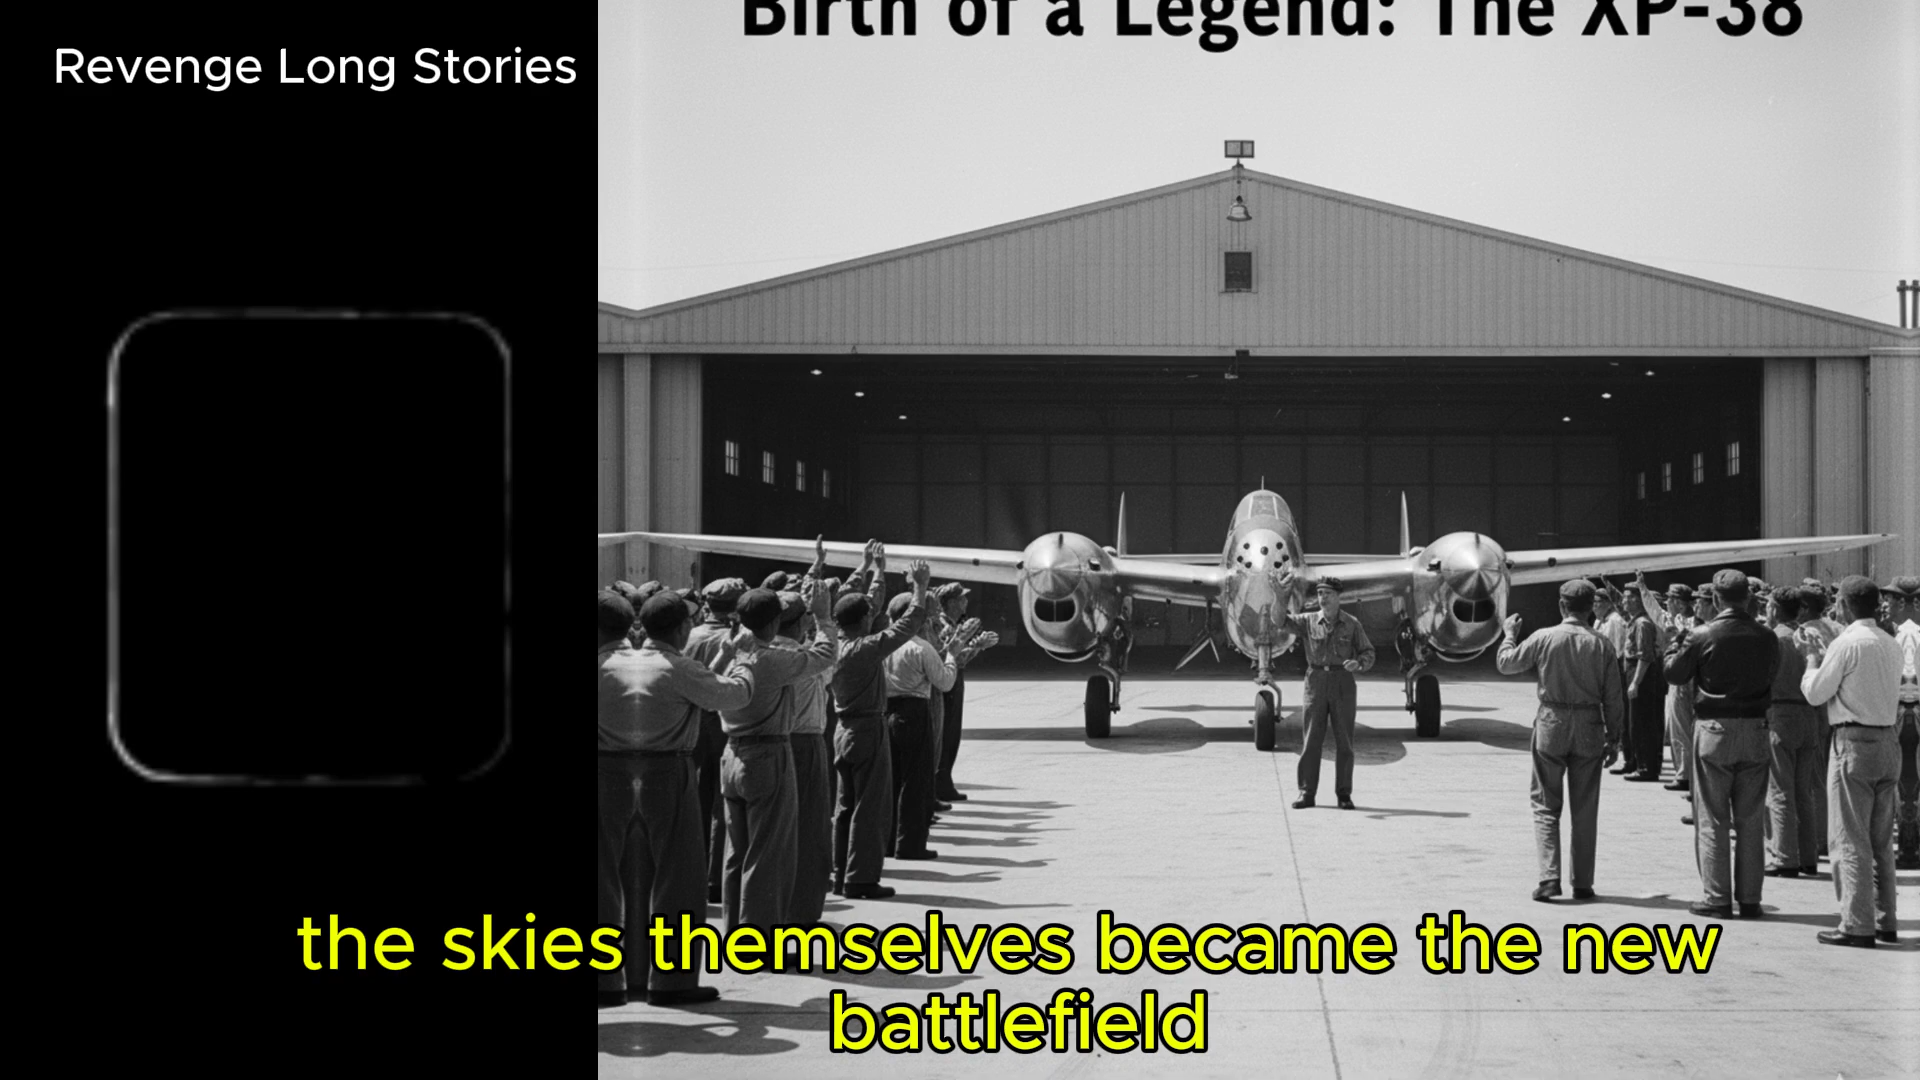 Birth of a Legend: The XP-38
Revenge Long Stories
the skies themselves became the new
battlefield